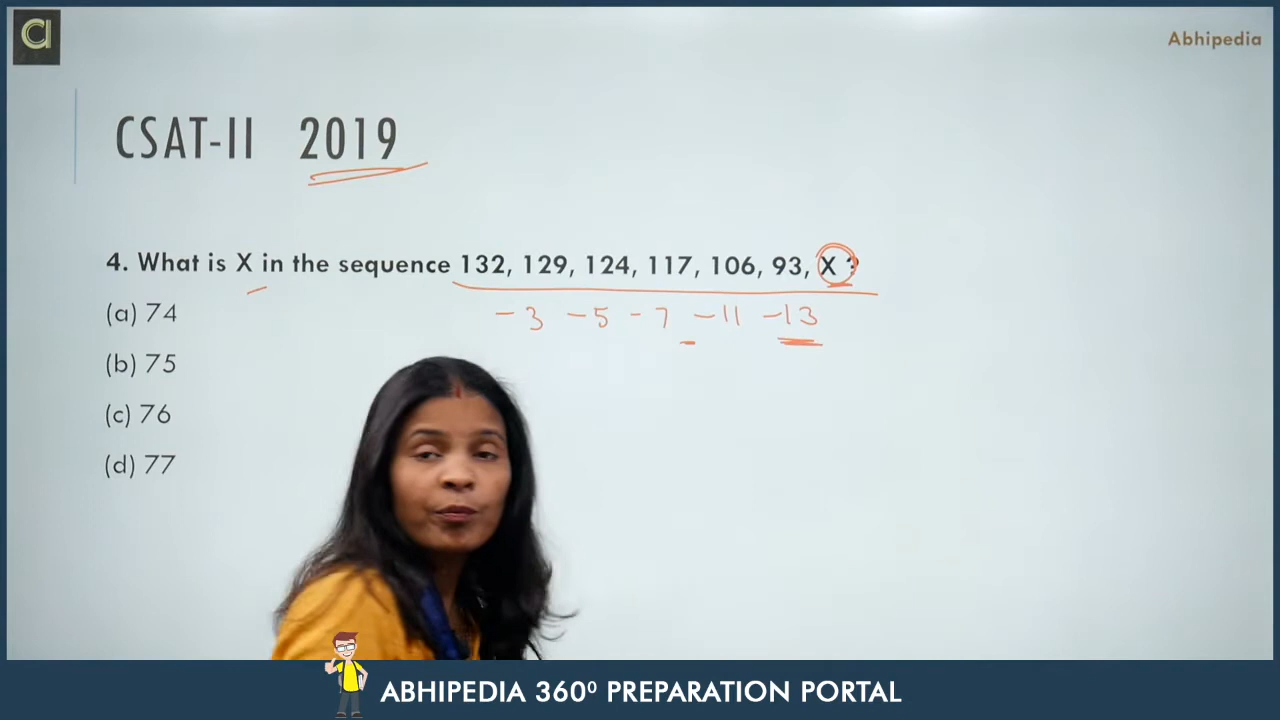 a
Abhipedia
CSAT-II 2019
4. What is X in the sequence 132, 129, 124, 117, 106, 93, X ?
-3 -5 -7 -11 -13
(a) 74
(b) 75
(c) 76
(d) 77
ABHIPEDIA 360⁰ PREPARATION PORTAL